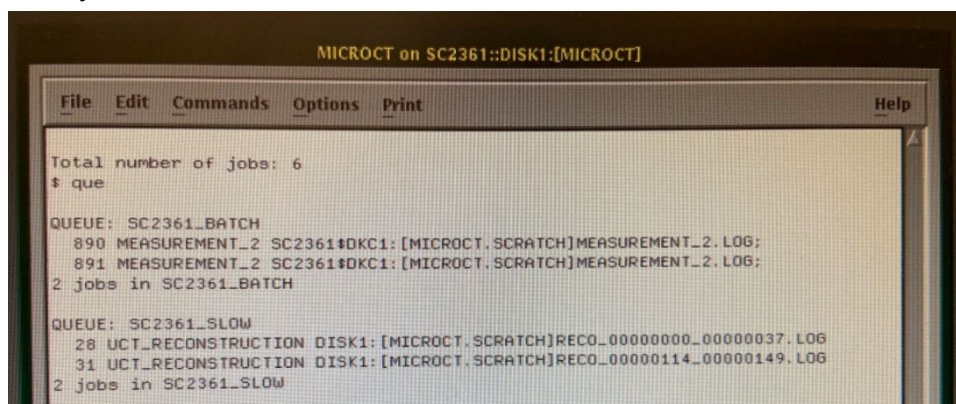 MICROCT on SC2361::DISK1:[MICROCT]
File Edit Commands Options Print Help
Total number of jobs: 6
$ que
QUEUE: SC2361_BATCH
890 MEASUREMENT_2 SC2361$DKC1:[MICROCT.SCRATCH]MEASUREMENT_2.LOG;
891 MEASUREMENT_2 SC2361$DKC1:[MICROCT.SCRATCH]MEASUREMENT_2.LOG;
2 jobs in SC2361_BATCH
QUEUE: SC2361_SLOW
28 UCT_RECONSTRUCTION DISK1:[MICROCT.SCRATCH]RECO_00000000_00000037.LOG
31 UCT_RECONSTRUCTION DISK1:[MICROCT.SCRATCH]RECO_00000114_00000149.LOG
2 jobs in SC2361_SLOW